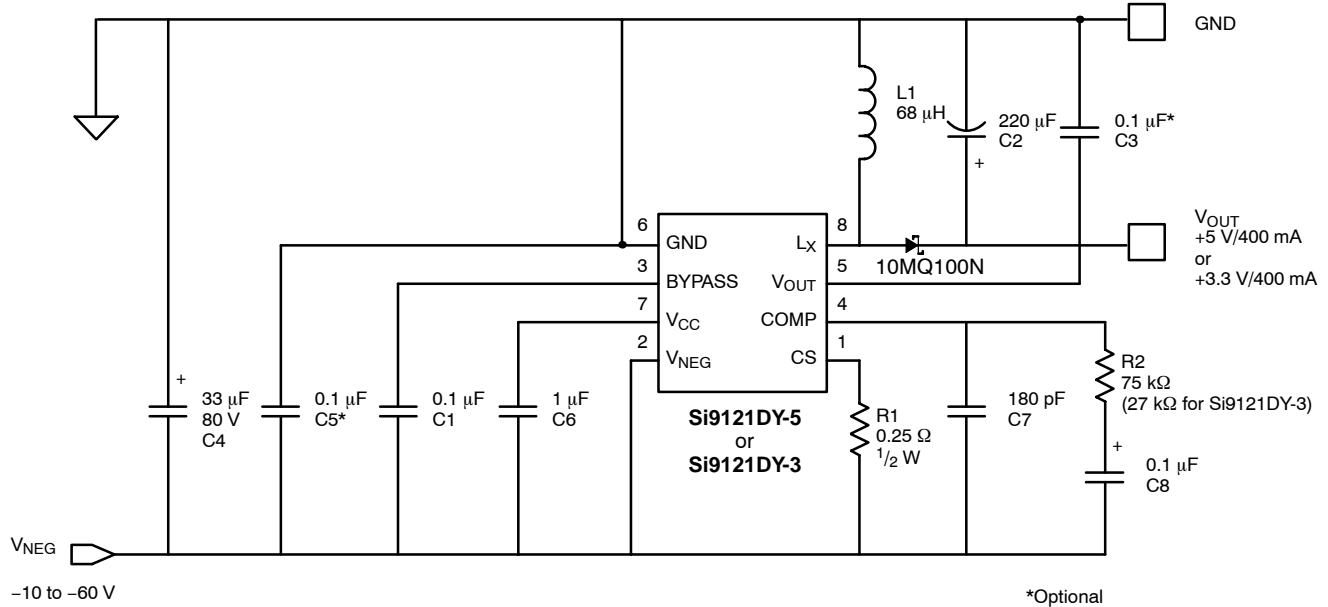 GND
L1
68 μH
220 μF
C2
+
0.1 μF*
C3
6
GND
3
BYPASS
7
VCC
2
VNEG
8
LX
5
VOUT
4
COMP
1
CS
10MQ100N
VOUT
+5 V/400 mA
or
+3.3 V/400 mA
+
33 μF
80 V
C4
0.1 μF
C5*
0.1 μF
C1
1 μF
C6
Si9121DY-5
or
Si9121DY-3
R1
0.25 Ω
1/2 W
180 pF
C7
R2
75 kΩ
(27 kΩ for Si9121DY-3)
+
0.1 μF
C8
VNEG
−10 to −60 V
*Optional